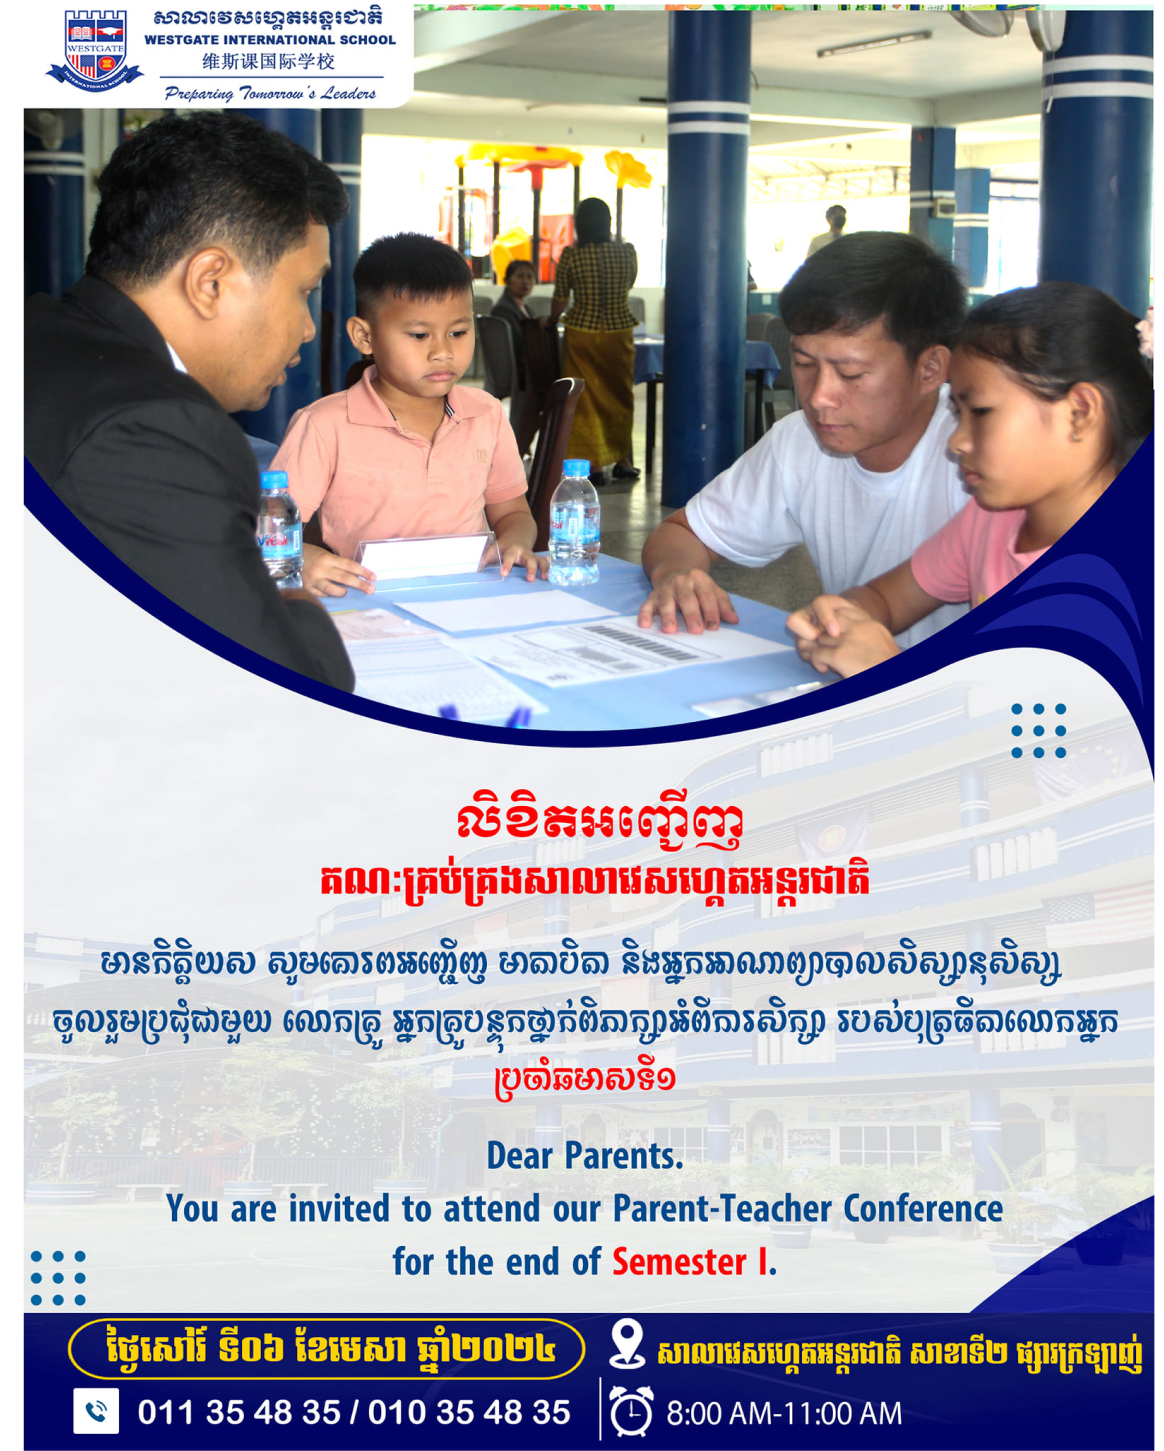 សាលាវេសហ្គេតអន្តរជាតិ
WESTGATE INTERNATIONAL SCHOOL
维斯课国际学校
Preparing Tomorrow's Leaders
WESTGATE
INTERNATIONAL SCHOOL
លិខិតអញ្ជើញ
គណៈគ្រប់គ្រងសាលាវេសហ្គេតអន្តរជាតិ
មានកិត្តិយស សូមគោរពអញ្ជើញ មាតាបិតា និងអ្នកអាណាព្យាបាលសិស្សានុសិស្ស
ចូលរួមប្រជុំជាមួយ លោកគ្រូ អ្នកគ្រូបន្ទុកថ្នាក់ពិភាក្សាអំពីការសិក្សា របស់បុត្រធីតាលោកអ្នក
ប្រចាំឆមាសទី១
Dear Parents.
You are invited to attend our Parent-Teacher Conference
for the end of Semester I.
ថ្ងៃសៅរ៍ ទី០៦ ខែមេសា ឆ្នាំ២០២៤
សាលាវេសហ្គេតអន្តរជាតិ សាខាទី២ ផ្សារក្រឡាញ់
011 35 48 35 / 010 35 48 35
8:00 AM-11:00 AM